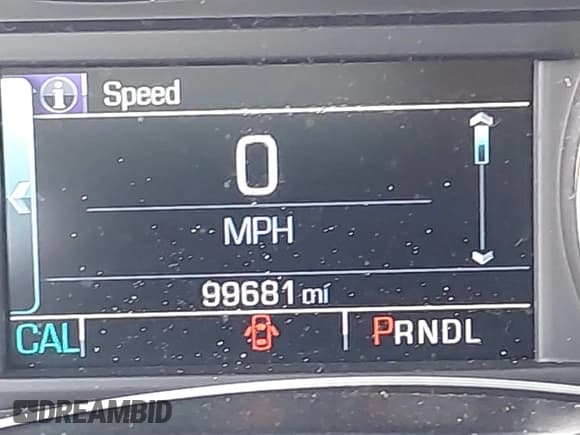 Speed
0
MPH
99681 mi
CAL PRNDL
DREAMBID